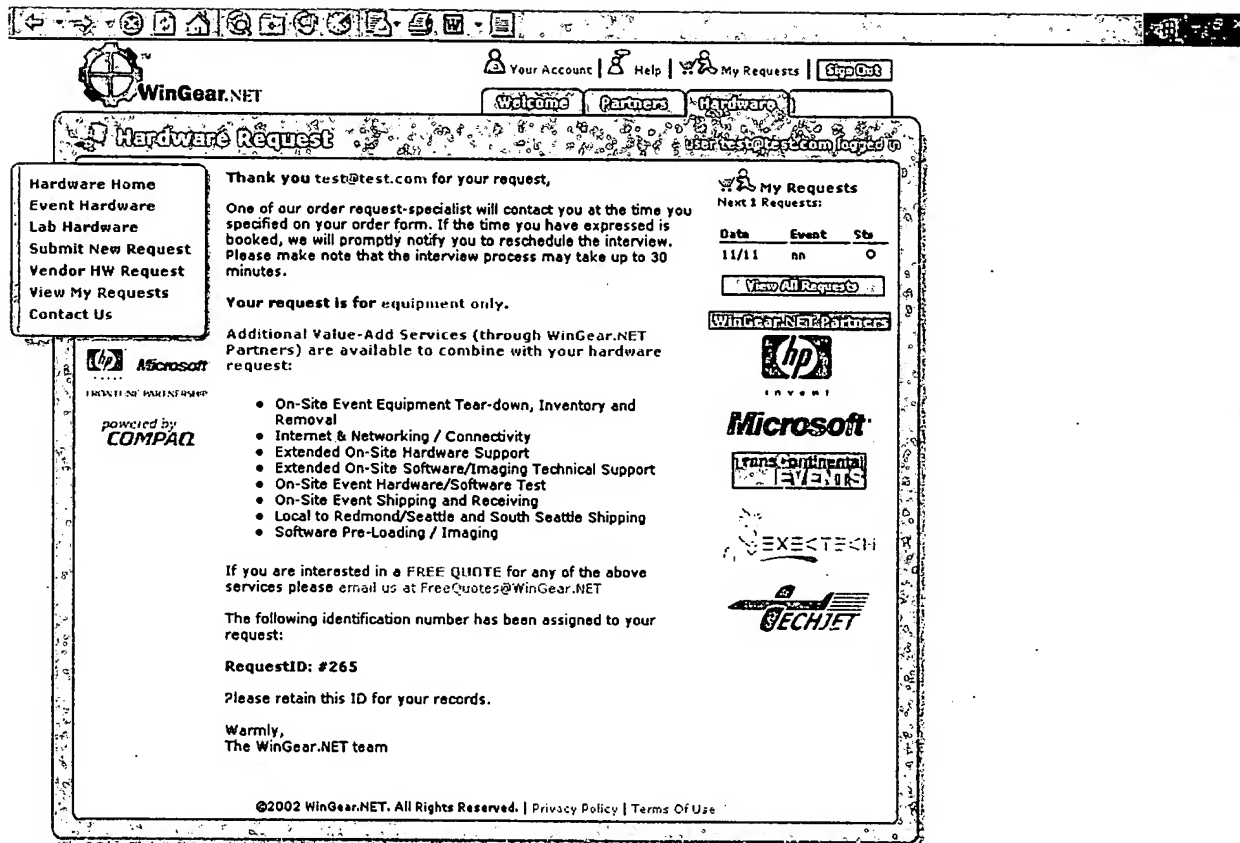 Your Account | Help | My Requests | Sign Out
WinGear.NET
TM
Welcome Partners Hardware
Hardware Request
user test@test.com logged in
Hardware Home
Event Hardware
Lab Hardware
Submit New Request
Vendor HW Request
View My Requests
Contact Us
hp Microsoft
FRONTLINE PARTNERSHIP
powered by
COMPAQ
Thank you test@test.com for your request,
One of our order request-specialist will contact you at the time you
specified on your order form. If the time you have expressed is
booked, we will promptly notify you to reschedule the interview.
Please make note that the interview process may take up to 30
minutes.
Your request is for equipment only.
Additional Value-Add Services (through WinGear.NET
Partners) are available to combine with your hardware
request:
• On-Site Event Equipment Tear-down, Inventory and
Removal
• Internet & Networking / Connectivity
• Extended On-Site Hardware Support
• Extended On-Site Software/Imaging Technical Support
• On-Site Event Hardware/Software Test
• On-Site Event Shipping and Receiving
• Local to Redmond/Seattle and South Seattle Shipping
• Software Pre-Loading / Imaging
If you are interested in a FREE QUOTE for any of the above
services please email us at FreeQuotes@WinGear.NET
The following identification number has been assigned to your
request:
RequestID: #265
Please retain this ID for your records.
Warmly,
The WinGear.NET team
My Requests
Next 1 Requests:
Date Event Sts
11/11 nn O
View All Requests
WinGear.NET Partners
hp
invent
Microsoft
TransContinental
EVENTS
EXECTECH
TECHJET
©2002 WinGear.NET. All Rights Reserved. | Privacy Policy | Terms Of Use